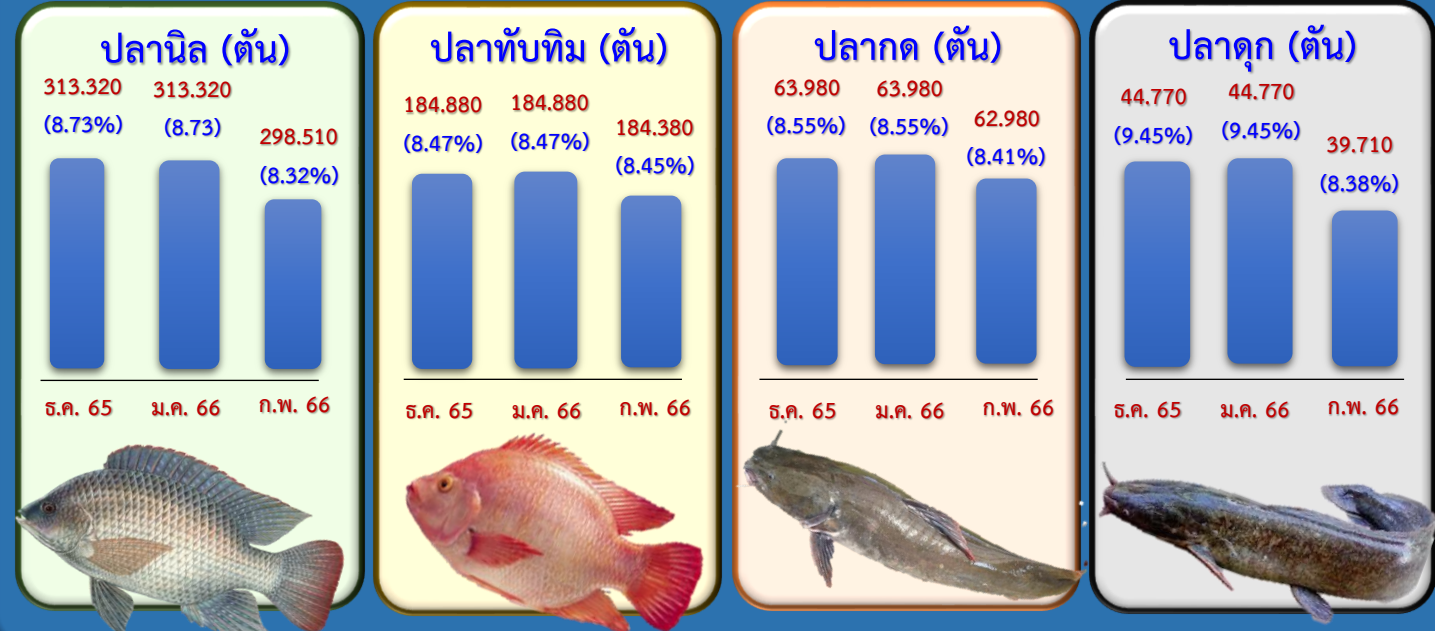 ปลานิล (ตัน)
313.320
(8.73%)
313.320
(8.73)
298.510
(8.32%)
ธ.ค. 65
ม.ค. 66
ก.พ. 66
ปลาทับทิม (ตัน)
184.880
(8.47%)
184.880
(8.47%)
184.380
(8.45%)
ธ.ค. 65
ม.ค. 66
ก.พ. 66
ปลากด (ตัน)
63.980
(8.55%)
63.980
(8.55%)
62.980
(8.41%)
ธ.ค. 65
ม.ค. 66
ก.พ. 66
ปลาดุก (ตัน)
44.770
(9.45%)
44.770
(9.45%)
39.710
(8.38%)
ธ.ค. 65
ม.ค. 66
ก.พ. 66